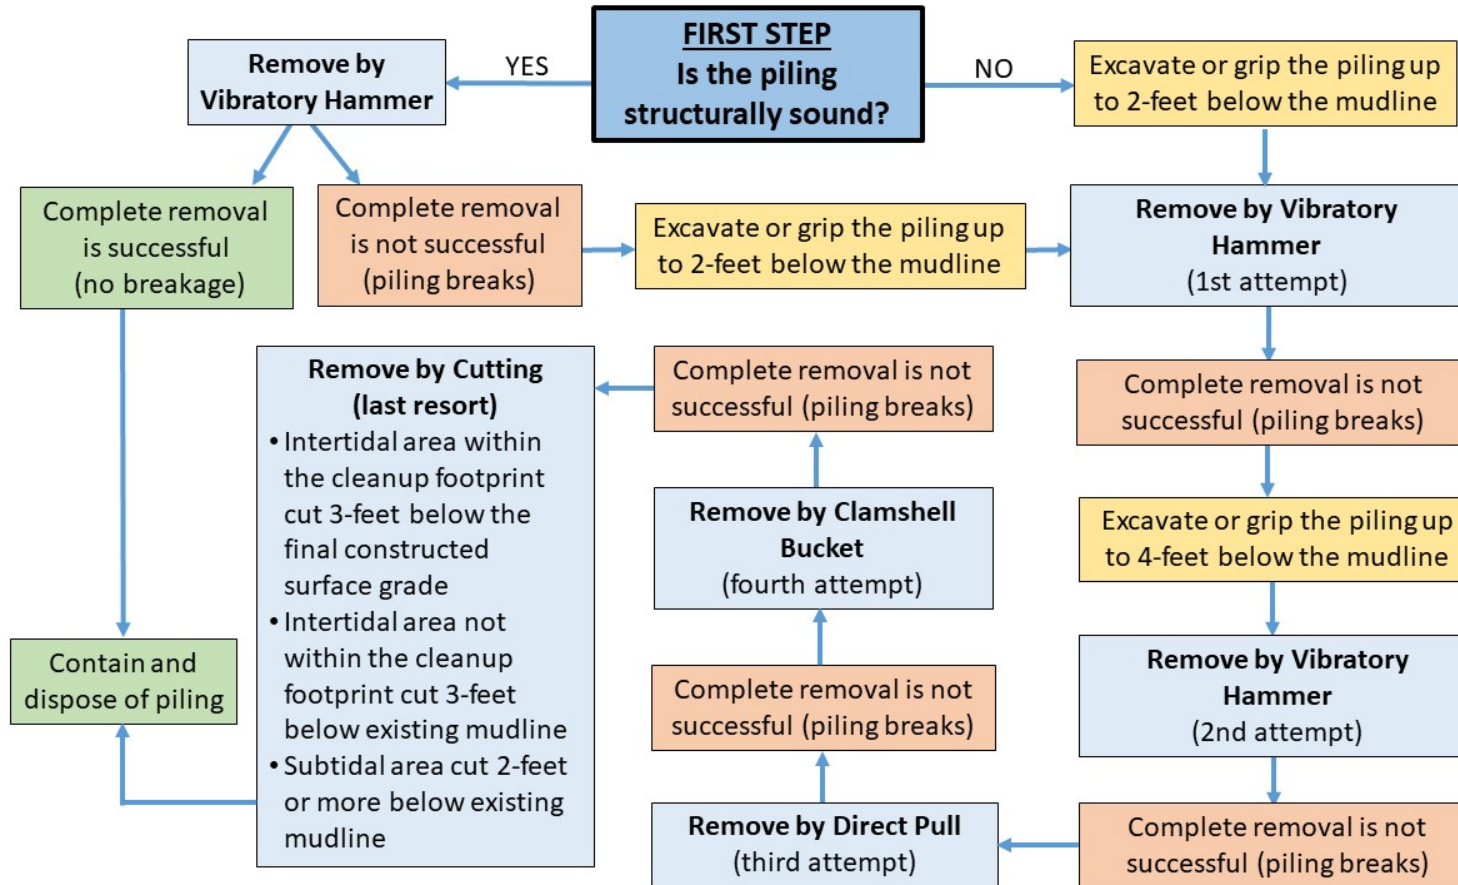 FIRST STEP
Is the piling
structurally sound?
YES
NO
Remove by
Vibratory Hammer
Excavate or grip the piling up
to 2-feet below the mudline
Complete removal
is successful
(no breakage)
Complete removal
is not successful
(piling breaks)
Excavate or grip the piling up
to 2-feet below the mudline
Remove by Vibratory
Hammer
(1st attempt)
Complete removal is not
successful (piling breaks)
Excavate or grip the piling up
to 4-feet below the mudline
Remove by Vibratory
Hammer
(2nd attempt)
Complete removal is not
successful (piling breaks)
Remove by Direct Pull
(third attempt)
Complete removal is not
successful (piling breaks)
Remove by Clamshell
Bucket
(fourth attempt)
Complete removal is not
successful (piling breaks)
Remove by Cutting
(last resort)
• Intertidal area within
the cleanup footprint
cut 3-feet below the
final constructed
surface grade
• Intertidal area not
within the cleanup
footprint cut 3-feet
below existing mudline
• Subtidal area cut 2-feet
or more below existing
mudline
Contain and
dispose of piling